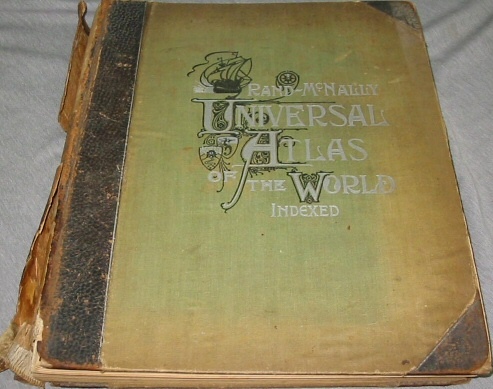 RAND-MCNALLY
UNIVERSAL
ATLAS
OF THE WORLD
INDEXED